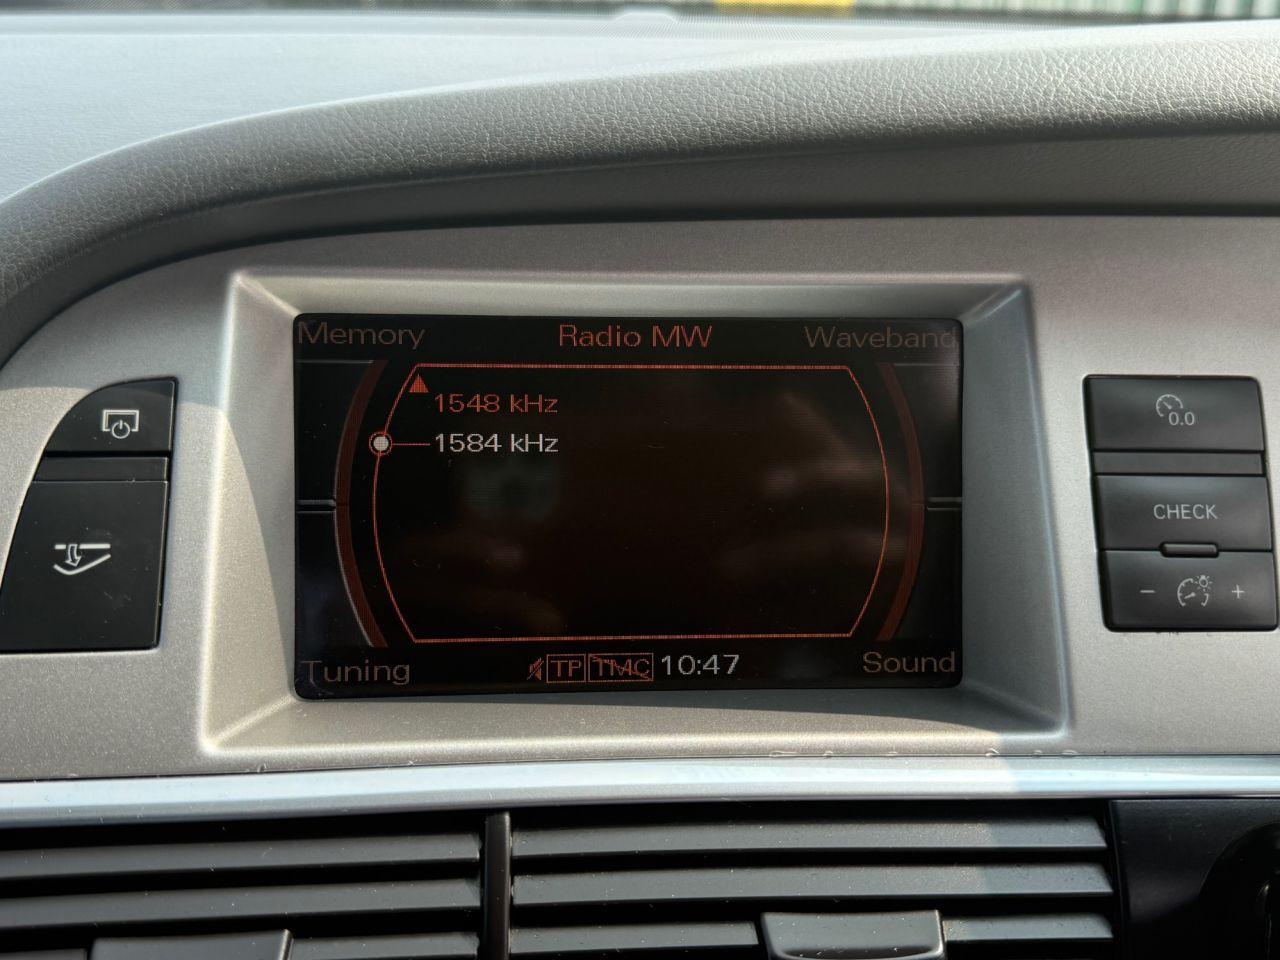 Memory Radio MW Waveband
1548 kHz
1584 kHz
Tuning TP TMC 10:47 Sound
0.0
CHECK
- +